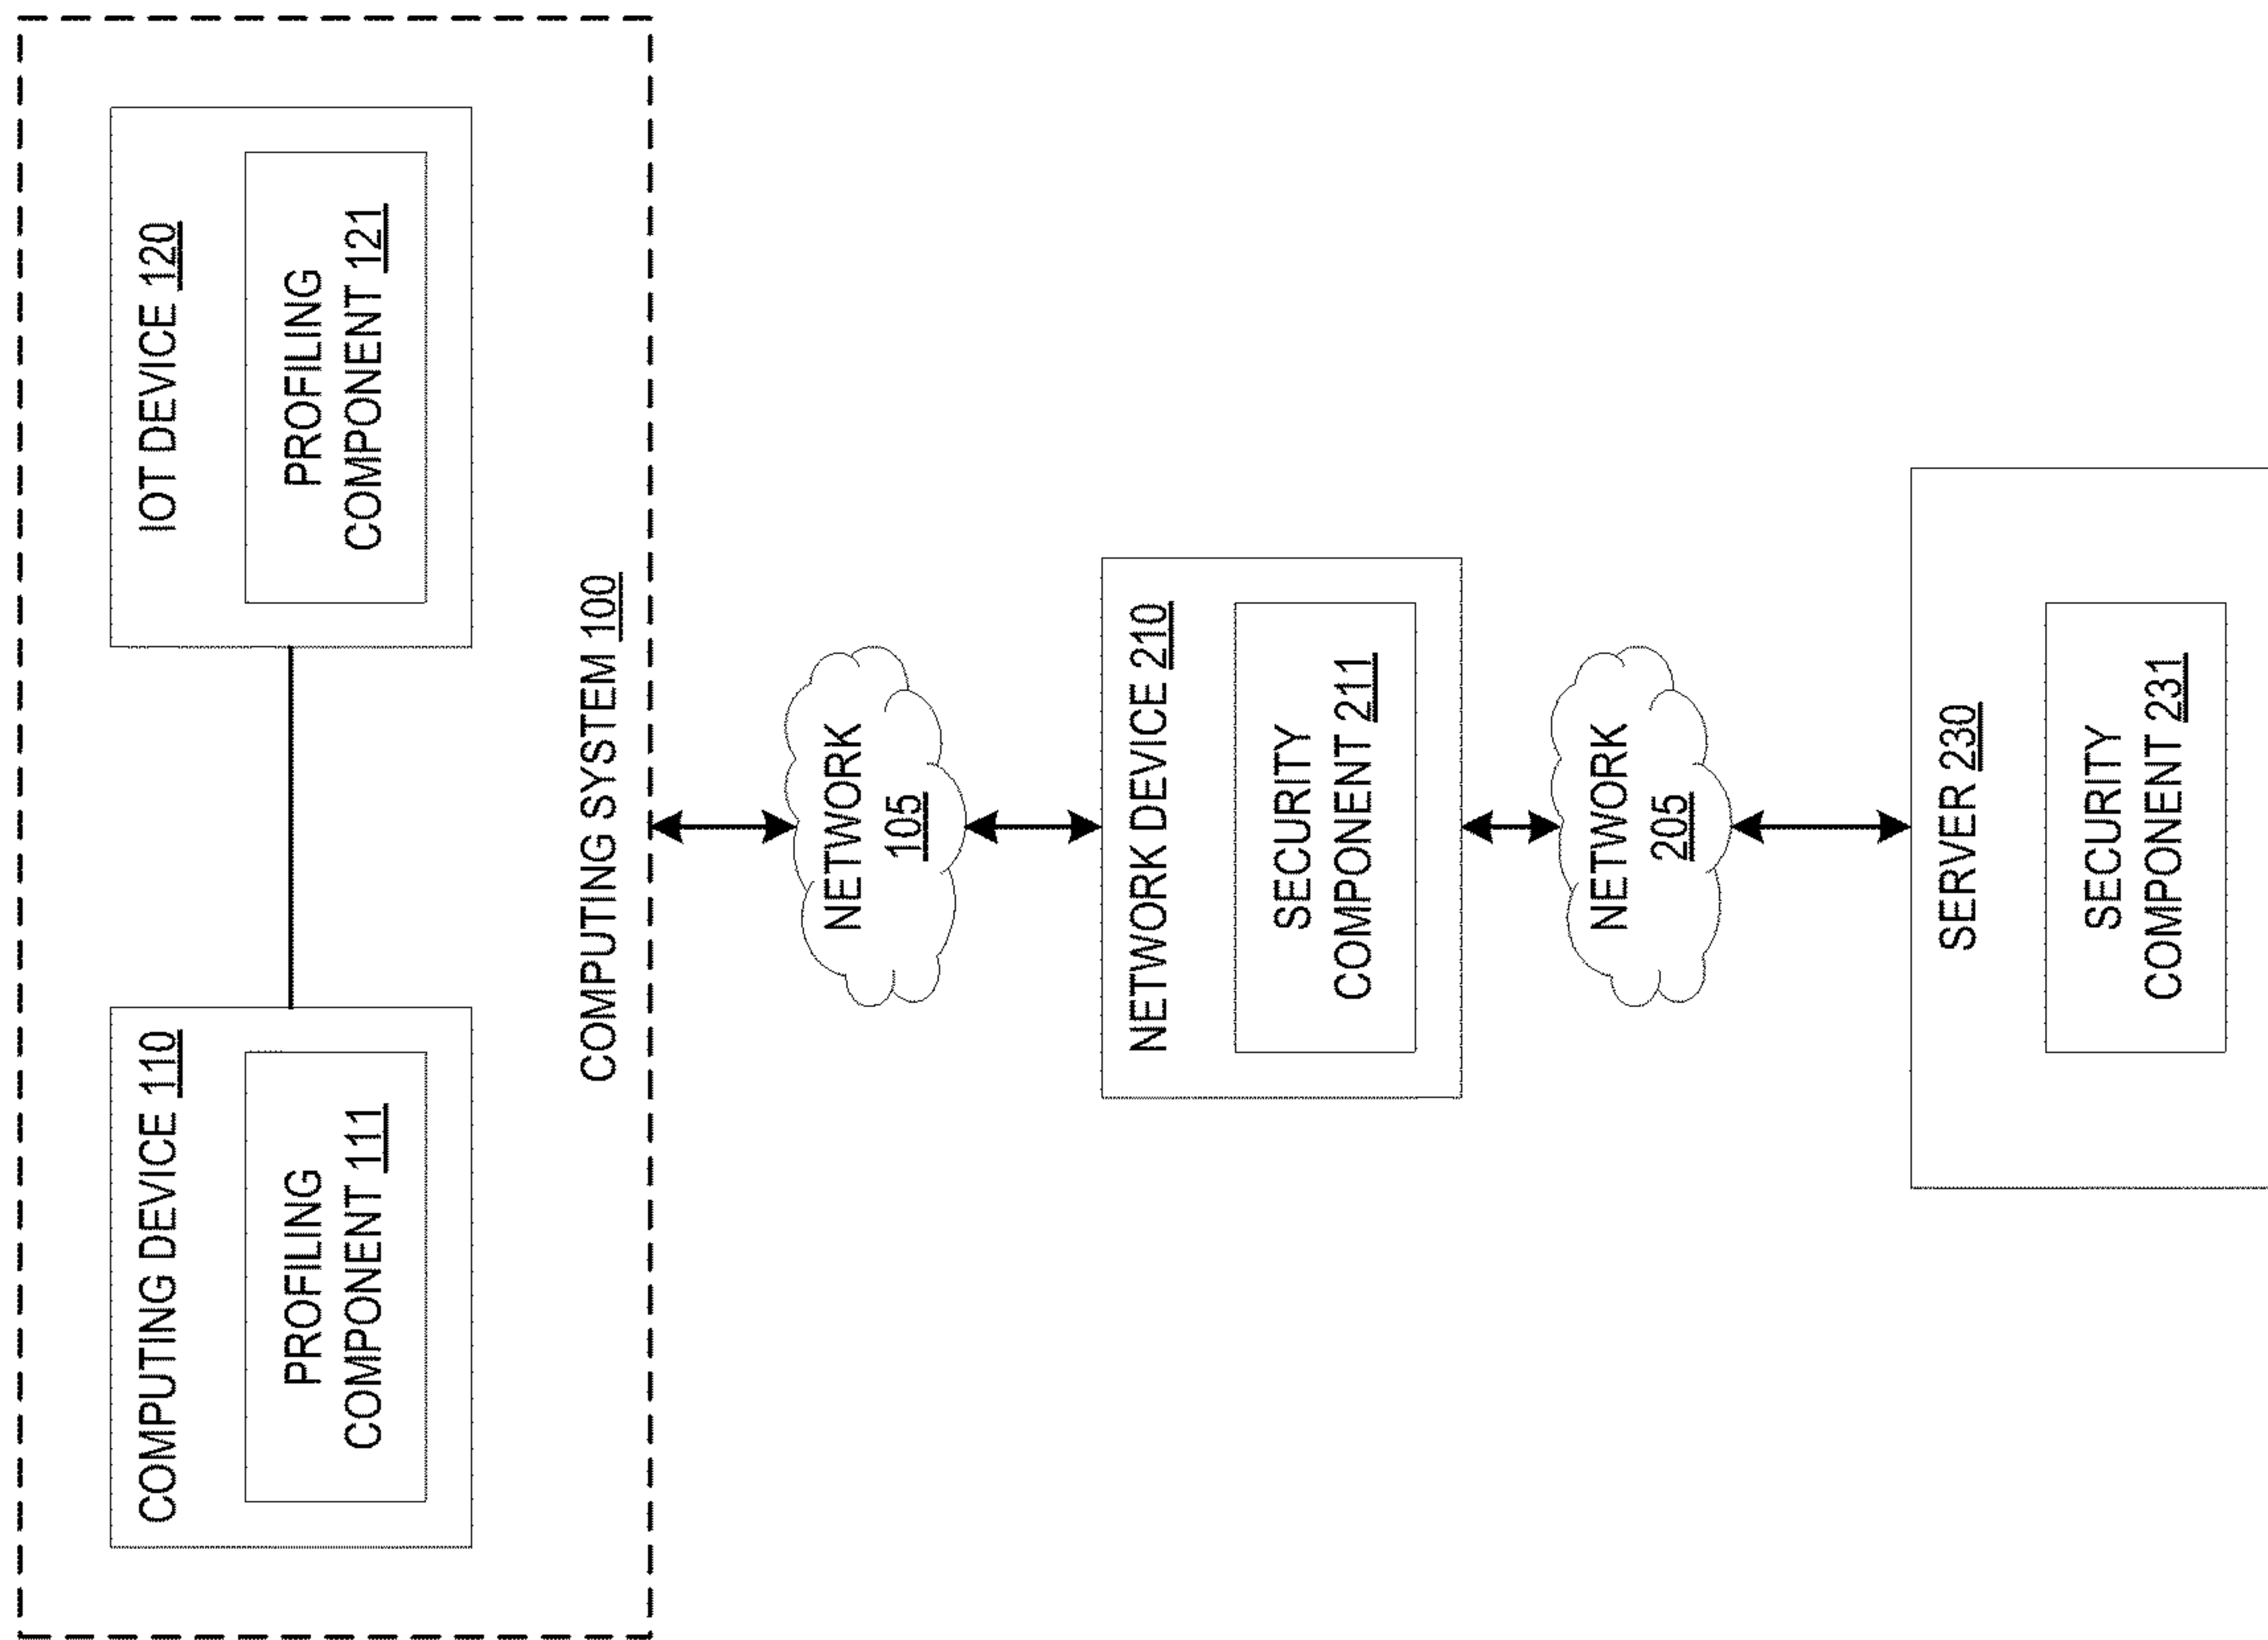 COMPUTING DEVICE 110
PROFILING
COMPONENT 111
IOT DEVICE 120
PROFILING
COMPONENT 121
COMPUTING SYSTEM 100
NETWORK
105
NETWORK DEVICE 210
SECURITY
COMPONENT 211
NETWORK
205
SERVER 230
SECURITY
COMPONENT 231